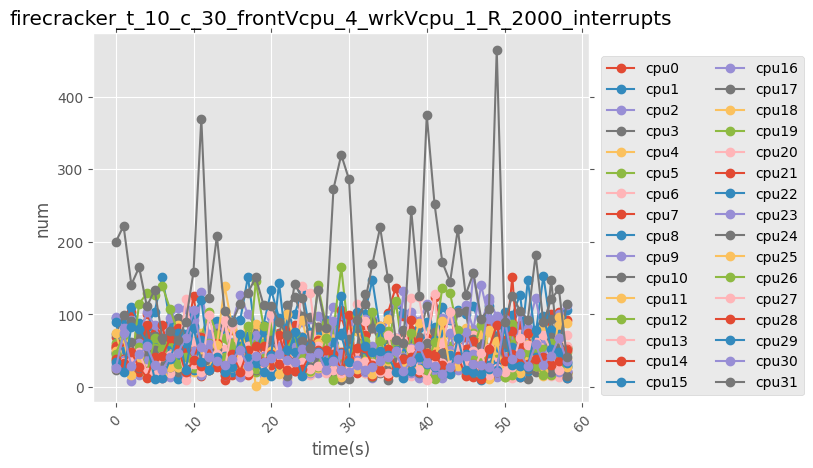 firecracker_t_10_c_30_frontVcpu_4_wrkVcpu_1_R_2000_interrupts
num
400
300
200
100
0
0
10
20
30
40
50
60
time(s)
cpu0
cpu1
cpu2
cpu3
cpu4
cpu5
cpu6
cpu7
cpu8
cpu9
cpu10
cpu11
cpu12
cpu13
cpu14
cpu15
cpu16
cpu17
cpu18
cpu19
cpu20
cpu21
cpu22
cpu23
cpu24
cpu25
cpu26
cpu27
cpu28
cpu29
cpu30
cpu31